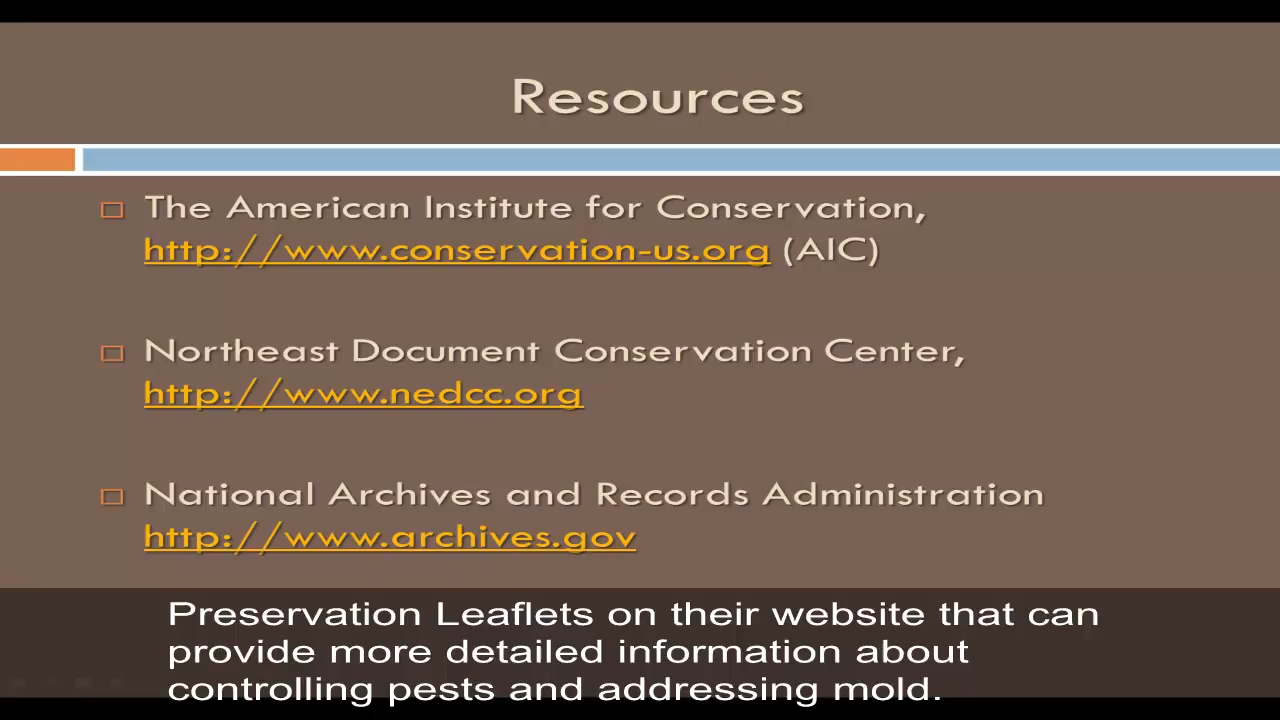 Resources
The American Institute for Conservation,
http://www.conservation-us.org (AIC)
Northeast Document Conservation Center,
http://www.nedcc.org
National Archives and Records Administration
http://www.archives.gov
Preservation Leaflets on their website that can
provide more detailed information about
controlling pests and addressing mold.